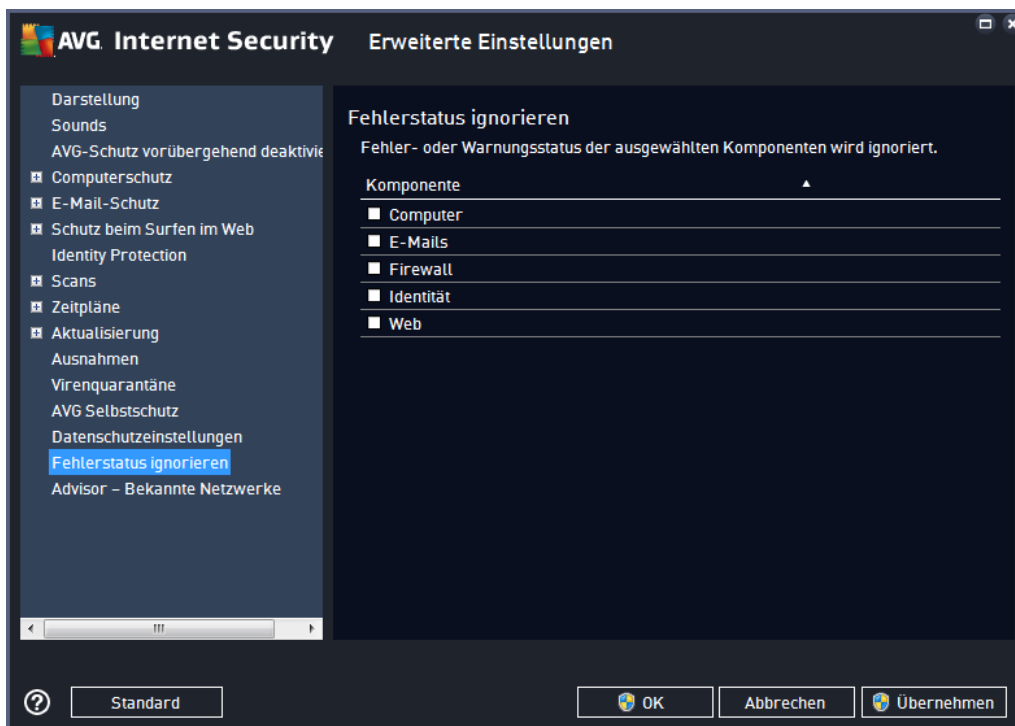 AVG. Internet Security Erweiterte Einstellungen
Darstellung
Sounds
AVG-Schutz vorübergehend deaktivie
Computerschutz
E-Mail-Schutz
Schutz beim Surfen im Web
Identity Protection
Scans
Zeitpläne
Aktualisierung
Ausnahmen
Virenquarantäne
AVG Selbstschutz
Datenschutzeinstellungen
Fehlerstatus ignorieren
Advisor – Bekannte Netzwerke
Fehlerstatus ignorieren
Fehler- oder Warnungsstatus der ausgewählten Komponenten wird ignoriert.
Komponente
Computer
E-Mails
Firewall
Identität
Web
? Standard OK Abbrechen Übernehmen